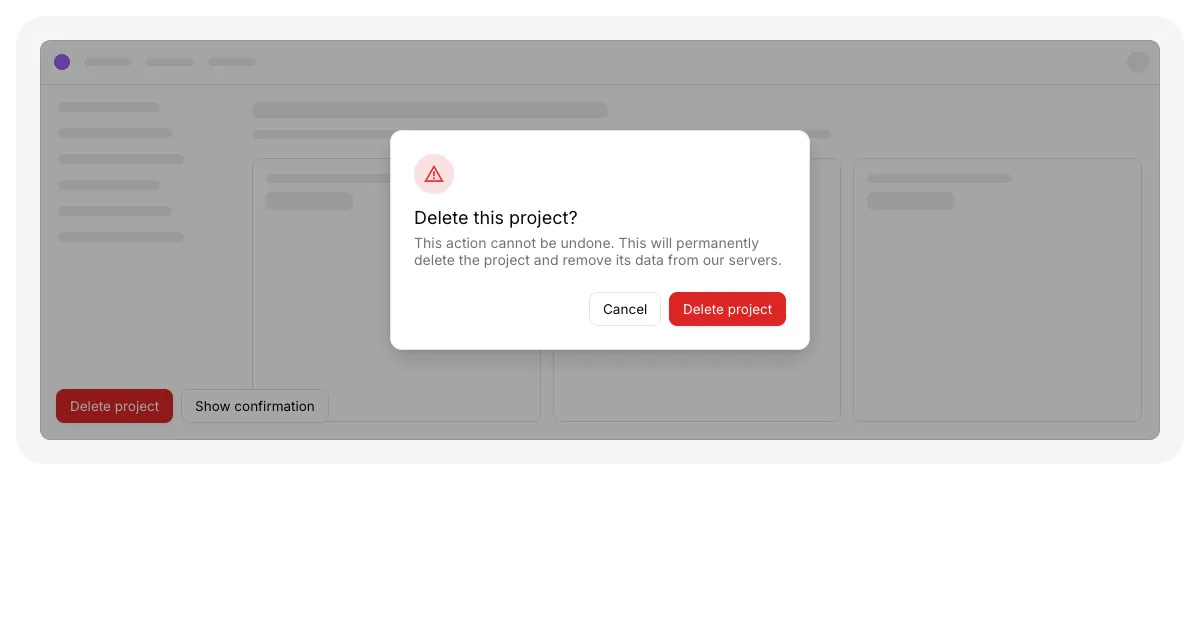 Delete this project?
This action cannot be undone. This will permanently
delete the project and remove its data from our servers.
Cancel
Delete project
Delete project
Show confirmation